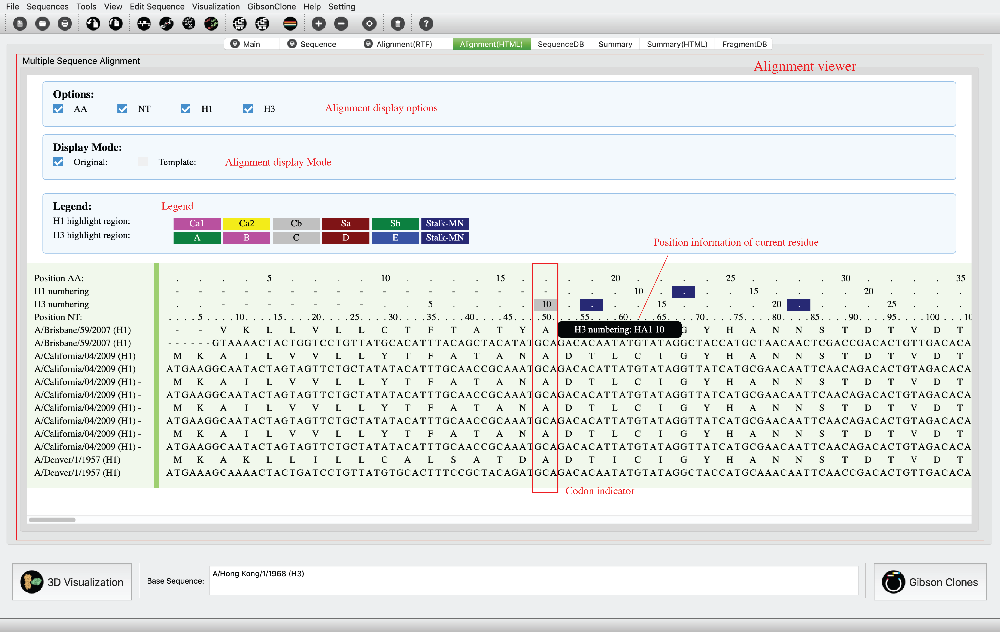 File Sequences Tools View Edit Sequence Visualization GibsonClone Help Setting
NT AA ?
Main Sequence Alignment(RTF) Alignment(HTML) SequenceDB Summary Summary(HTML) FragmentDB
Multiple Sequence Alignment
Alignment viewer
Options:
AA NT H1 H3 Alignment display options
Display Mode:
Original: Template: Alignment display Mode
Legend: Legend
H1 highlight region: Ca1 Ca2 Cb Sa Sb Stalk-MN
H3 highlight region: A B C D E Stalk-MN
Position information of current residue
Position AA: . . . . 5 . . . . 10 . . . . 15 . . . . 20 . . . . 25 . . . . 30 . . . . 35
H1 numbering - - - - - - - - - - - - - - - - - . . . 10 . . . . 15 . . . . 20 . . . .
H3 numbering . . - - - - - - - . . 5 . . . . 10 . . . . 15 . . . . 20 . . . . 25 . . .
Position NT: . . . . 5 . . . . 10. . . . 15. . . . 20. . . . 25. . . . 30. . . . 35. . . . 40. . . . 45. . . . 50. . . . 55. . . . 60. . . . 65. . . . 70. . . . 75. . . . 80. . . . 85. . . . 90. . . . 95. . . . 100 . . . 10
A/Brisbane/59/2007 (H1) - - V K L L V L L C T F T A T Y A H3 numbering: HA1 10 G Y H A N N S T D T V D T
A/Brisbane/59/2007 (H1) - - - - - - GTAAAACTACTGGTCCTGTTATGCACATTTACAGCTACATATGCAGACACAATATGTATAGGCTACCATGCTAACAACTCGACCGACACTGTTGACACA
A/California/04/2009 (H1) M K A I L V V L L Y T F A T A N A D T L C I G Y H A N N S T D T V D T
A/California/04/2009 (H1) ATGAAGGCAATACTAGTAGTTCTGCTATATACATTTGCAACCGCAAATGCAGACACATTATGTATAGGTTATCATGCGAACAATTCAACAGACACTGTAGACACA
A/California/04/2009 (H1) - M K A I L V V L L Y T F A T A N A D T L C I G Y H A N N S T D T V D T
A/California/04/2009 (H1) - ATGAAGGCAATACTAGTAGTTCTGCTATATACATTTGCAACCGCAAATGCAGACACATTATGTATAGGTTATCATGCGAACAATTCAACAGACACTGTAGACACA
A/California/04/2009 (H1) - M K A I L V V L L Y T F A T A N A D T L C I G Y H A N N S T D T V D T
A/California/04/2009 (H1) - ATGAAGGCAATACTAGTAGTTCTGCTATATACATTTGCAACCGCAAATGCAGACACATTATGTATAGGTTATCATGCGAACAATTCAACAGACACTGTAGACACA
A/California/04/2009 (H1) - M K A I L V V L L Y T F A T A N A D T L C I G Y H A N N S T D T V D T
A/California/04/2009 (H1) - ATGAAGGCAATACTAGTAGTTCTGCTATATACATTTGCAACCGCAAATGCAGACACATTATGTATAGGTTATCATGCGAACAATTCAACAGACACTGTAGACACA
A/Denver/1/1957 (H1) M K A K L L I L L C A L S A T D A D T I C I G Y H A N N S T D T V D T
A/Denver/1/1957 (H1) ATGAAAGCAAAACTACTGATCCTGTTATGTGCACTTTCCGCTACAGATGCAGACACAATATGTATAGGCTACCATGCAAACAATTCAACCGACACTGTTGACACA
Codon indicator
3D Visualization Base Sequence: A/Hong Kong/1/1968 (H3) Gibson Clones